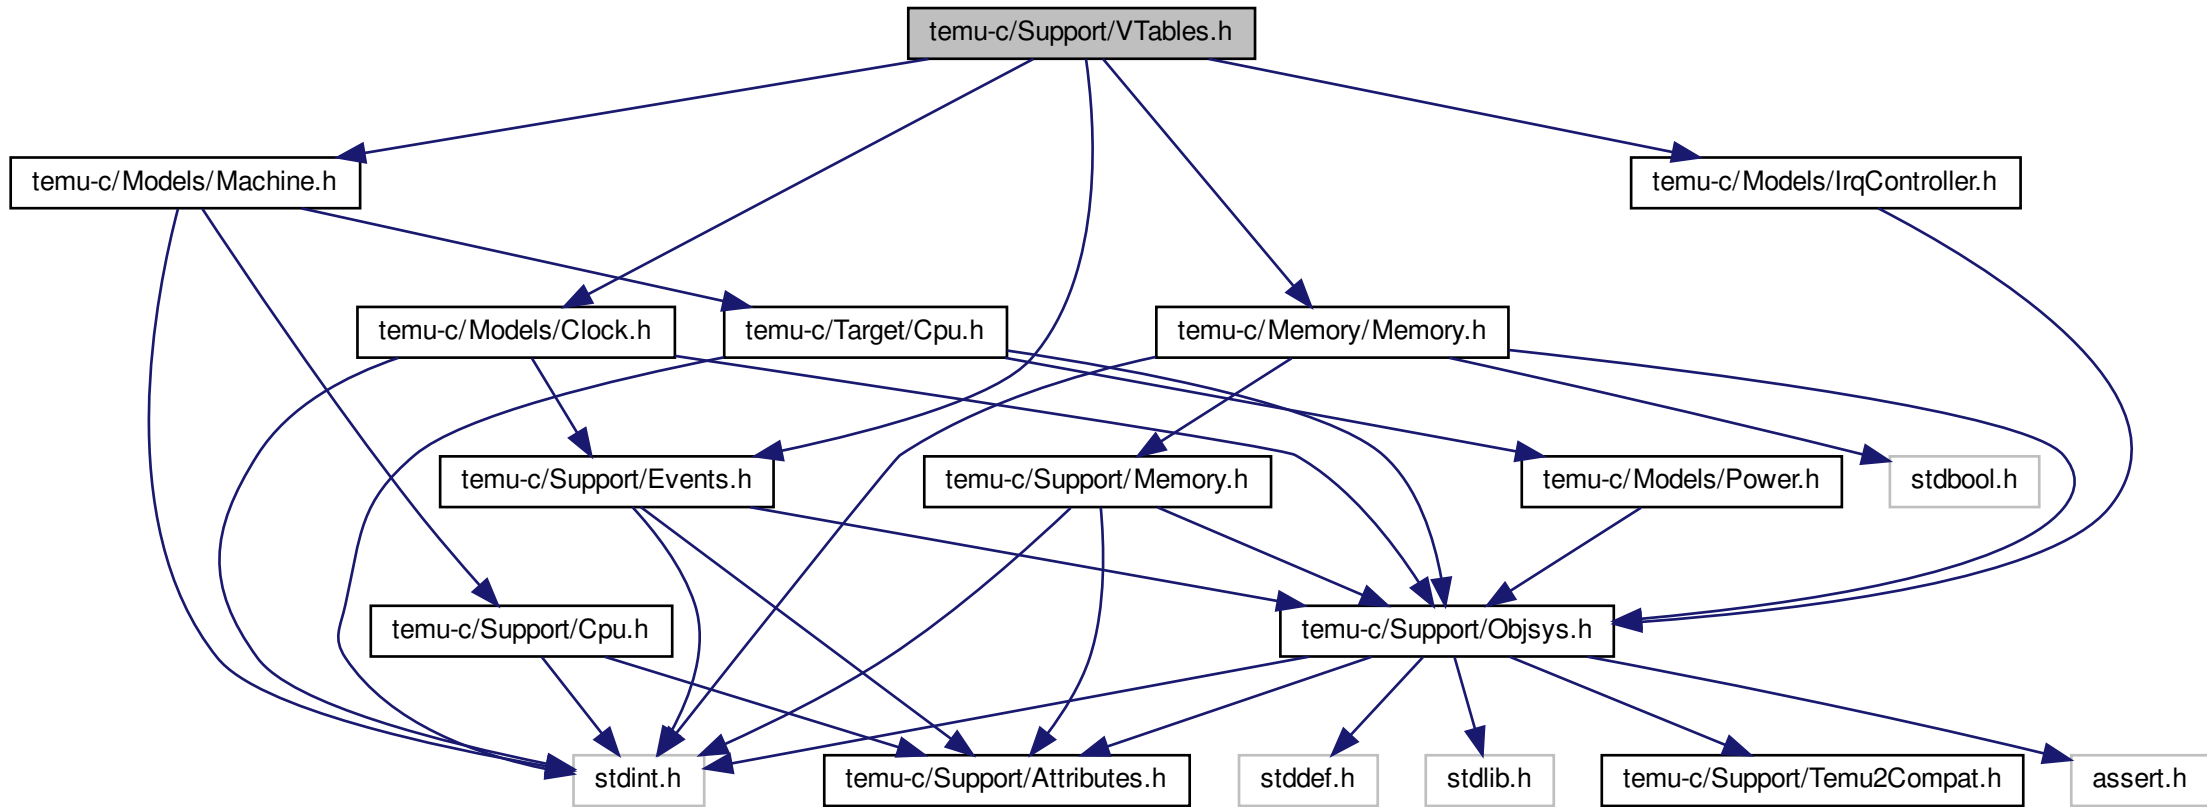 temu-c/Support/VTables.h
temu-c/Models/Machine.h
temu-c/Models/IrqController.h
temu-c/Models/Clock.h
temu-c/Target/Cpu.h
temu-c/Memory/Memory.h
temu-c/Support/Events.h
temu-c/Support/Memory.h
temu-c/Models/Power.h
stdbool.h
temu-c/Support/Cpu.h
temu-c/Support/Objsys.h
stdint.h
temu-c/Support/Attributes.h
stddef.h
stdlib.h
temu-c/Support/Temu2Compat.h
assert.h